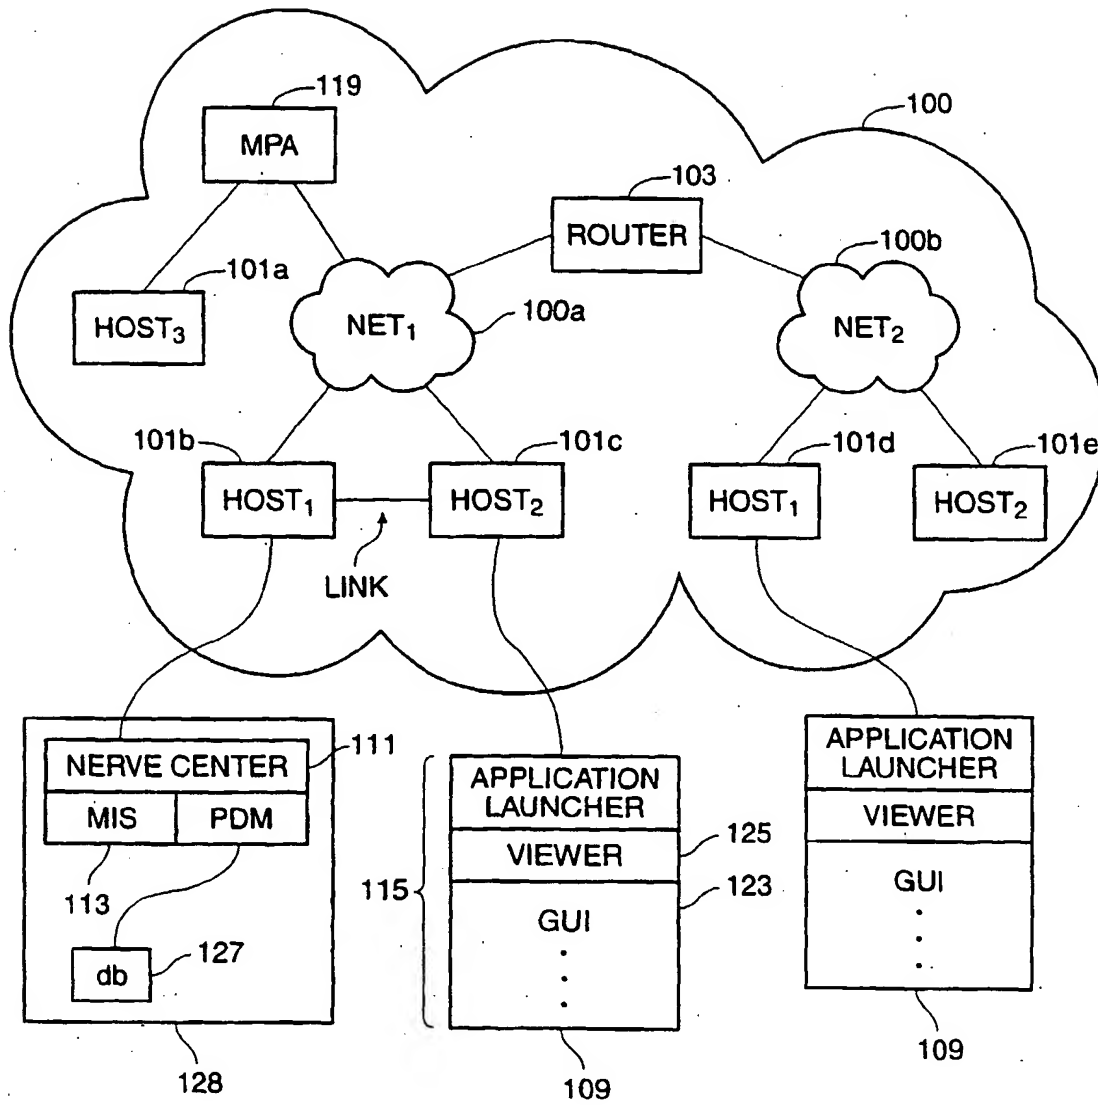 119
MPA
100
103
ROUTER
100b
101a
HOST3
NET1
100a
NET2
101b
101c
101d
101e
HOST1
HOST2
HOST1
HOST2
LINK
NERVE CENTER
111
MIS
PDM
113
db
127
128
APPLICATION
LAUNCHER
VIEWER
125
115
123
GUI
109
APPLICATION
LAUNCHER
VIEWER
GUI
109